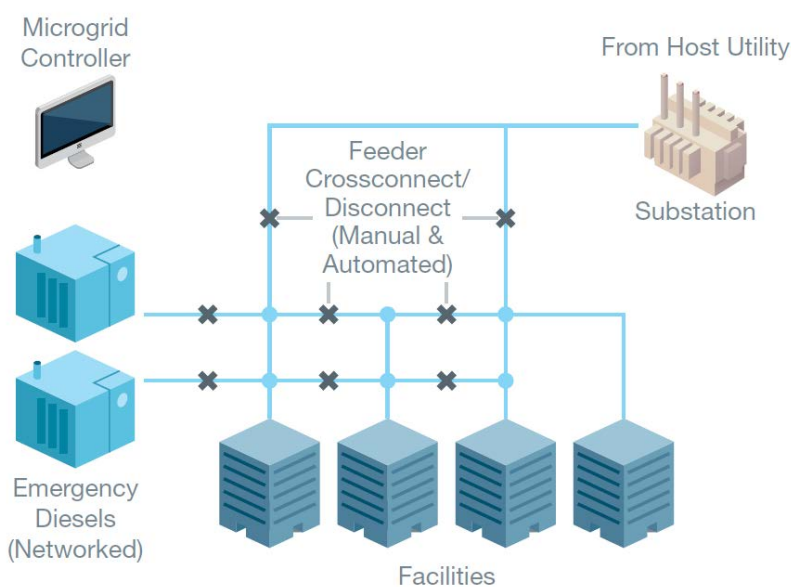 Microgrid
Controller
From Host Utility
Feeder
Crossconnect/
Disconnect
(Manual &
Automated)
Substation
Emergency
Diesels
(Networked)
Facilities